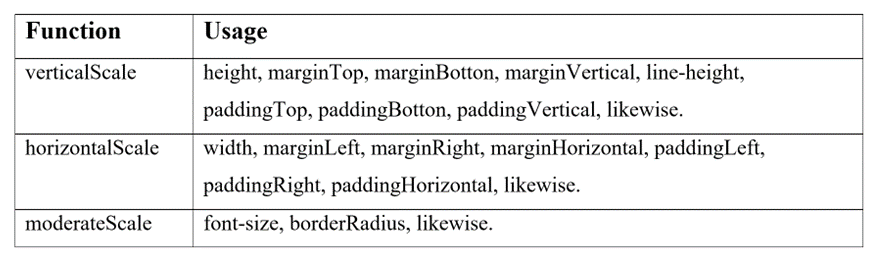 Function Usage
verticalScale height, marginTop, marginBotton, marginVertical, line-height,
paddingTop, paddingBotton, paddingVertical, likewise.
horizontalScale width, marginLeft, marginRight, marginHorizontal, paddingLeft,
paddingRight, paddingHorizontal, likewise.
moderateScale font-size, borderRadius, likewise.